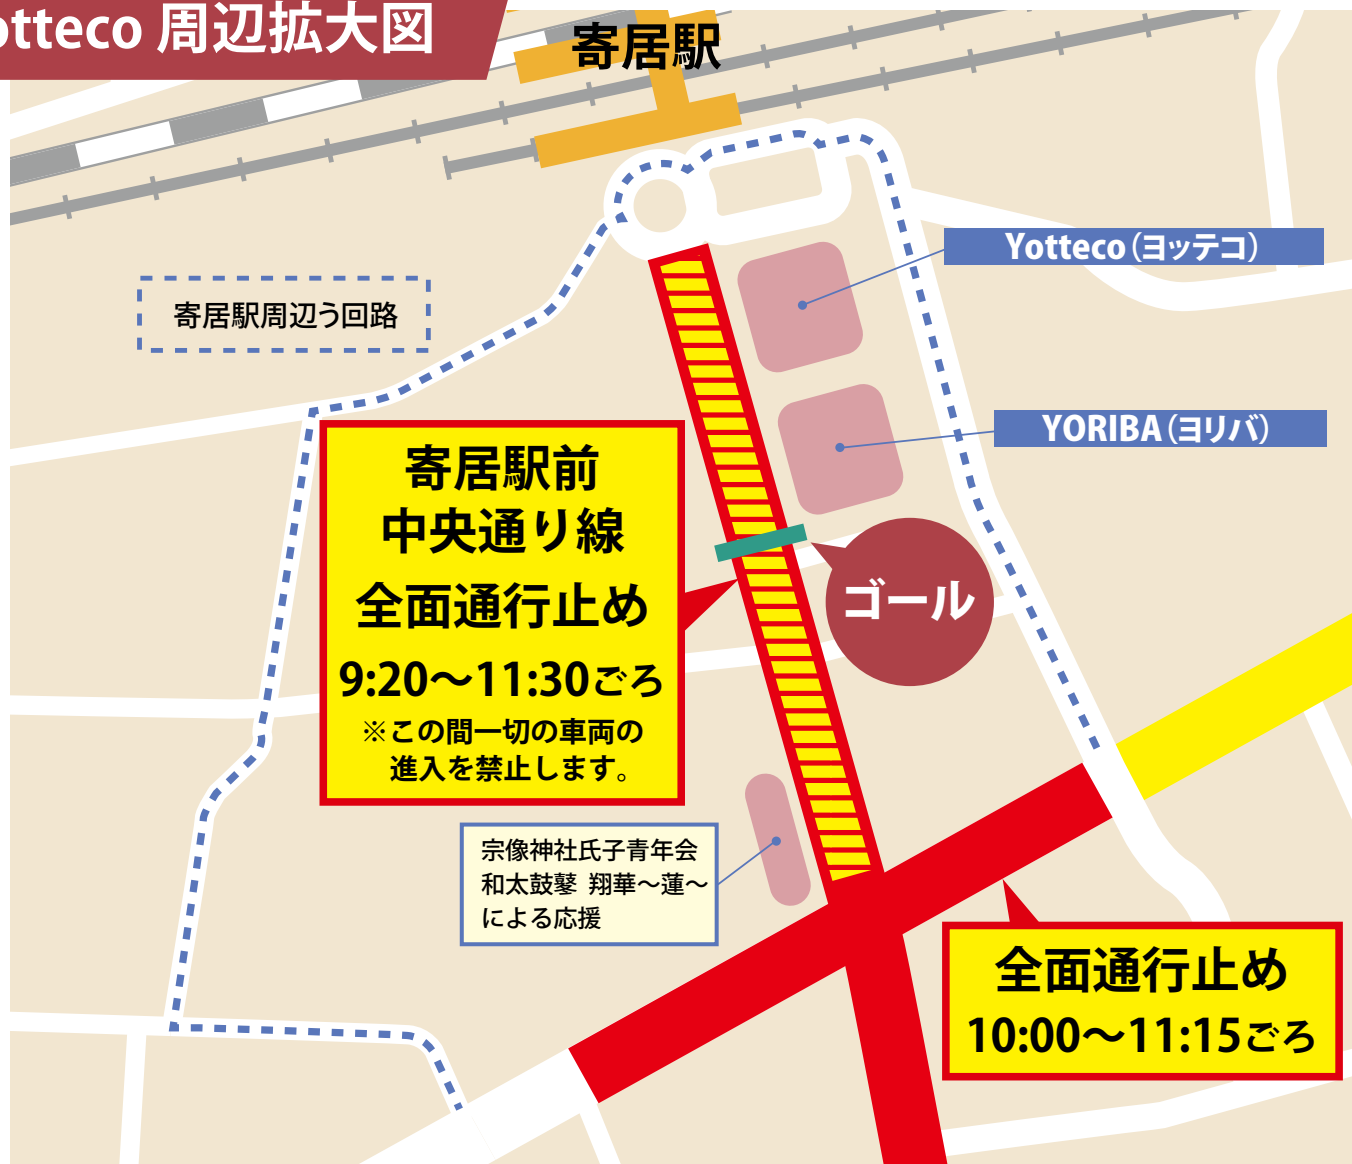 otteco 周辺拡大図
寄居駅
Yotteco（ヨッテコ）
寄居駅周辺う回路
YORIBA（ヨリバ）
寄居駅前
中央通り線
全面通行止め
9:20～11:30ごろ
※この間一切の車両の
進入を禁止します。
ゴール
宗像神社氏子青年会
和太鼓鼕 翔華～蓮～
による応援
全面通行止め
10:00～11:15ごろ